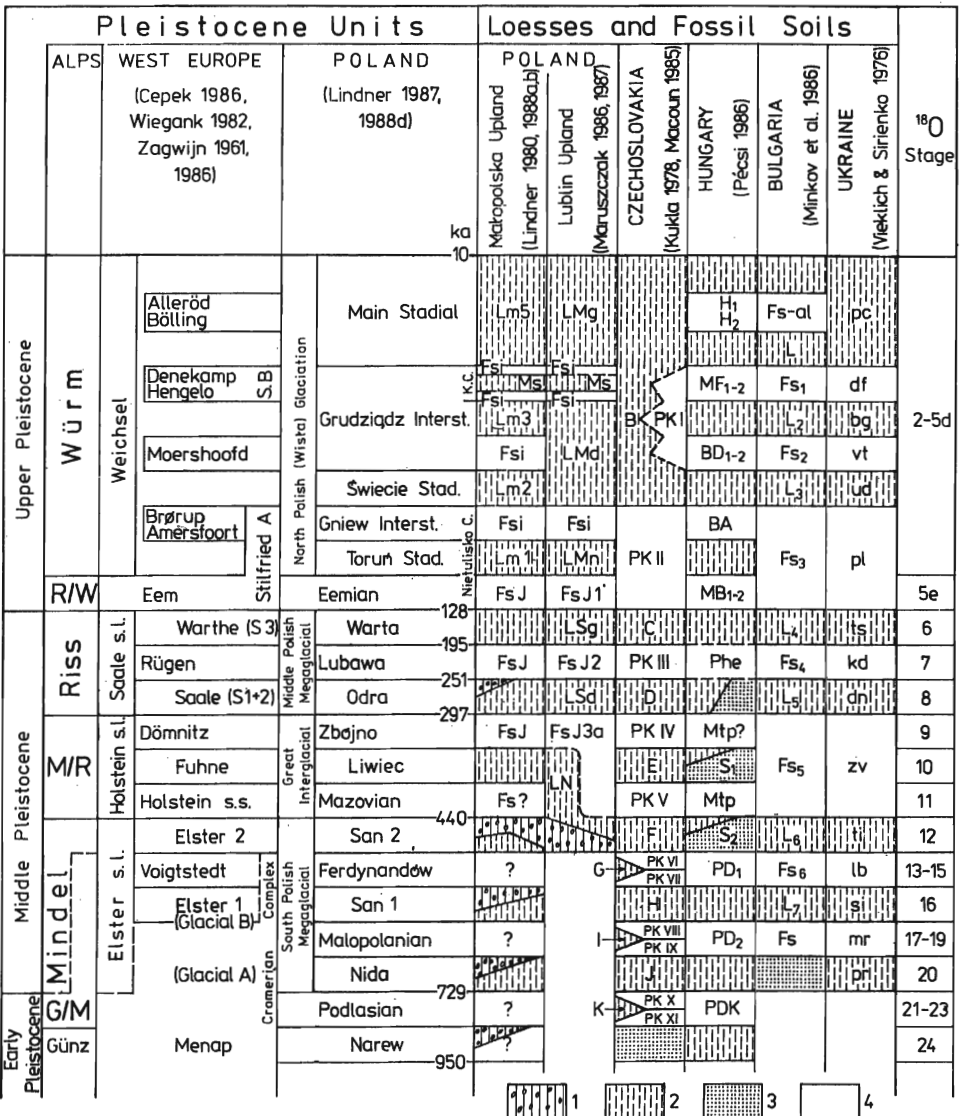 Pleistocene Units
Loesses and Fossil Soils
ALPS
WEST EUROPE
(Cepek 1986,
Wiegank 1982,
Zagwijn 1961,
1986)
POLAND
(Lindner 1987,
1988d)
ka
POLAND
Małopolska Upland
(Lindner 1980, 1988a,b)
Lublin Upland
(Maruszczak 1986, 1987)
CZECHOSLOVAKIA
(Kukla 1978, Macoun 1985)
HUNGARY
(Pécsi 1986)
BULGARIA
(Minkov et al. 1986)
UKRAINE
(Vieklich & Sirienko 1976)
18O
Stage
10
Upper Pleistocene
Würm
Weichsel
North Polish (Wista) Glaciation
Alleröd
Bölling
Main Stadial
Lm5 LMg H1 Fs-al pc
H2
L
Denekamp
Hengelo
S.B
I K.C.
Fsi Fsi
Ms Ms MF1-2 Fs1 df
Fsi Fsi
Grudziądz Interst. Lm3 BK PK I L2 bg 2-5d
Moershoofd Fsi LMd BD1-2 Fs2 vt
Świecie Stad. Lm2 L3 ud
Brørup
Amersfoort
Stilfried A
Nietulisko C.
Gniew Interst. Fsi Fsi BA
Toruń Stad. Lm1 LMn PK II Fs3 pl
R/W Eem Eemian FsJ FsJ1 MB1-2 5e
128
Middle Pleistocene
Riss
Saale s.l.
Middle Polish
Megaglacial
Warthe (S3) Warta LSg C L4 ts 6
195
Rügen Lubawa FsJ FsJ2 PK III Phe Fs4 kd 7
251
Saale (S1+2) Odra LSd D L5 dn 8
297
M/R
Holstein s.l.
Great
Interglacial
Dömnitz Zbójno FsJ FsJ3a PK IV Mtp? 9
Fuhne Liwiec LN E S1 Fs5 zv 10
Holstein s.s. Mazovian Fs? PK V Mtp 11
440
Mindel
Elster s.l.
Cromerian Complex
South Polish
Megaglacial
Elster 2 San 2 F S2 L6 ti 12
Voigtstedt Ferdynandów ? G PK VI PK VII PD1 Fs6 lb 13-15
Elster 1 San 1 H L7 s 16
(Glacial B)
Malopolanian ? I PK VIII PK IX PD2 Fs mr 17-19
(Glacial A) Nida J pr 20
729
Early
Pleistocene
G/M Podlasian ? K PK X PK XI PDK 21-23
Günz Menap Narew ? 24
950
1 2 3 4